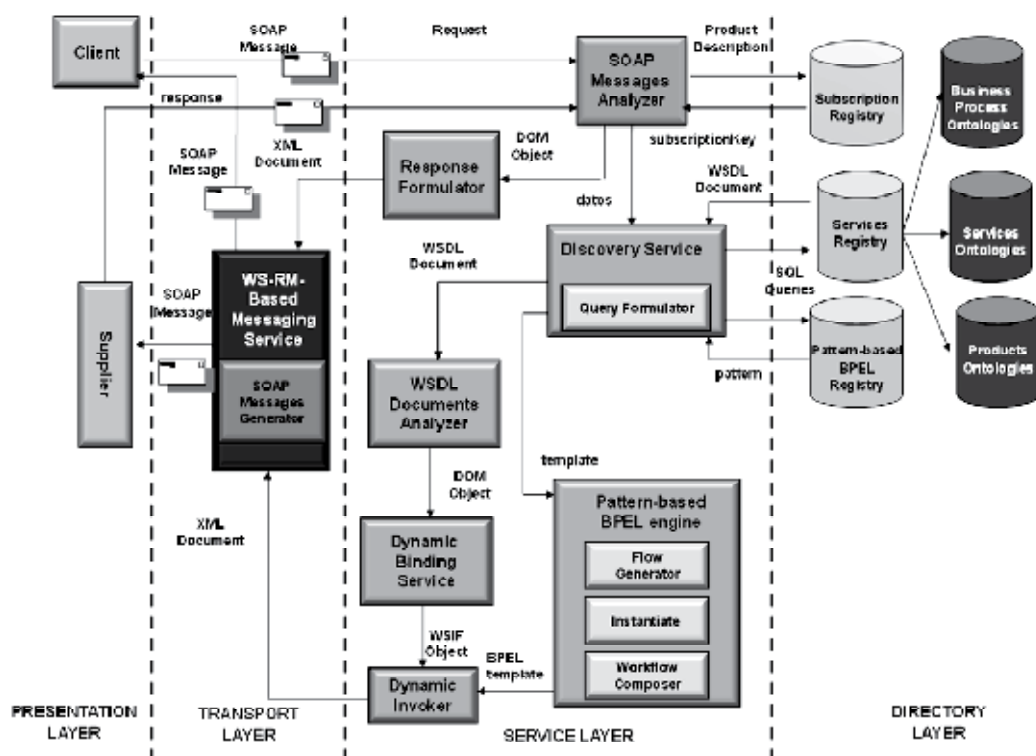 Client
SOAP
Message
Request
SOAP
Messages
Analyzer
Product
Description
Subscription
Registry
Business
Process
Ontologies
response
XML
Document
SOAP
Message
Response
Formulator
DOM
Object
datos
subscriptionKey
WSDL
Document
Services
Registry
Services
Ontologies
WS-RM-
Based
Messaging
Service
SOAP
Messages
Generator
SOAP
Message
Supplier
WSDL
Document
Discovery Service
Query Formulator
SQL
Queries
Pattern-based
BPEL
Registry
Products
Ontologies
pattern
WSDL
Documents
Analyzer
template
DOM
Object
Pattern-based
BPEL engine
Flow
Generator
Instantiate
Workflow
Composer
XML
Document
Dynamic
Binding
Service
WSIF
Object
BPEL
template
Dynamic
Invoker
PRESENTATION
LAYER
TRANSPORT
LAYER
SERVICE LAYER
DIRECTORY
LAYER